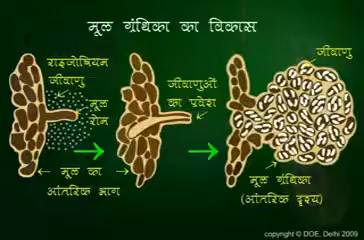 मूल ग्रंथिका का विकास
राइजोबियम
जीवाणु
मूल
रोम
मूल का
आंतरिक भाग
जीवाणुओं
का प्रवेश
जीवाणु
मूल ग्रंथिका
(आंतरिक दृश्य)
copyright © DOE, Delhi 2009